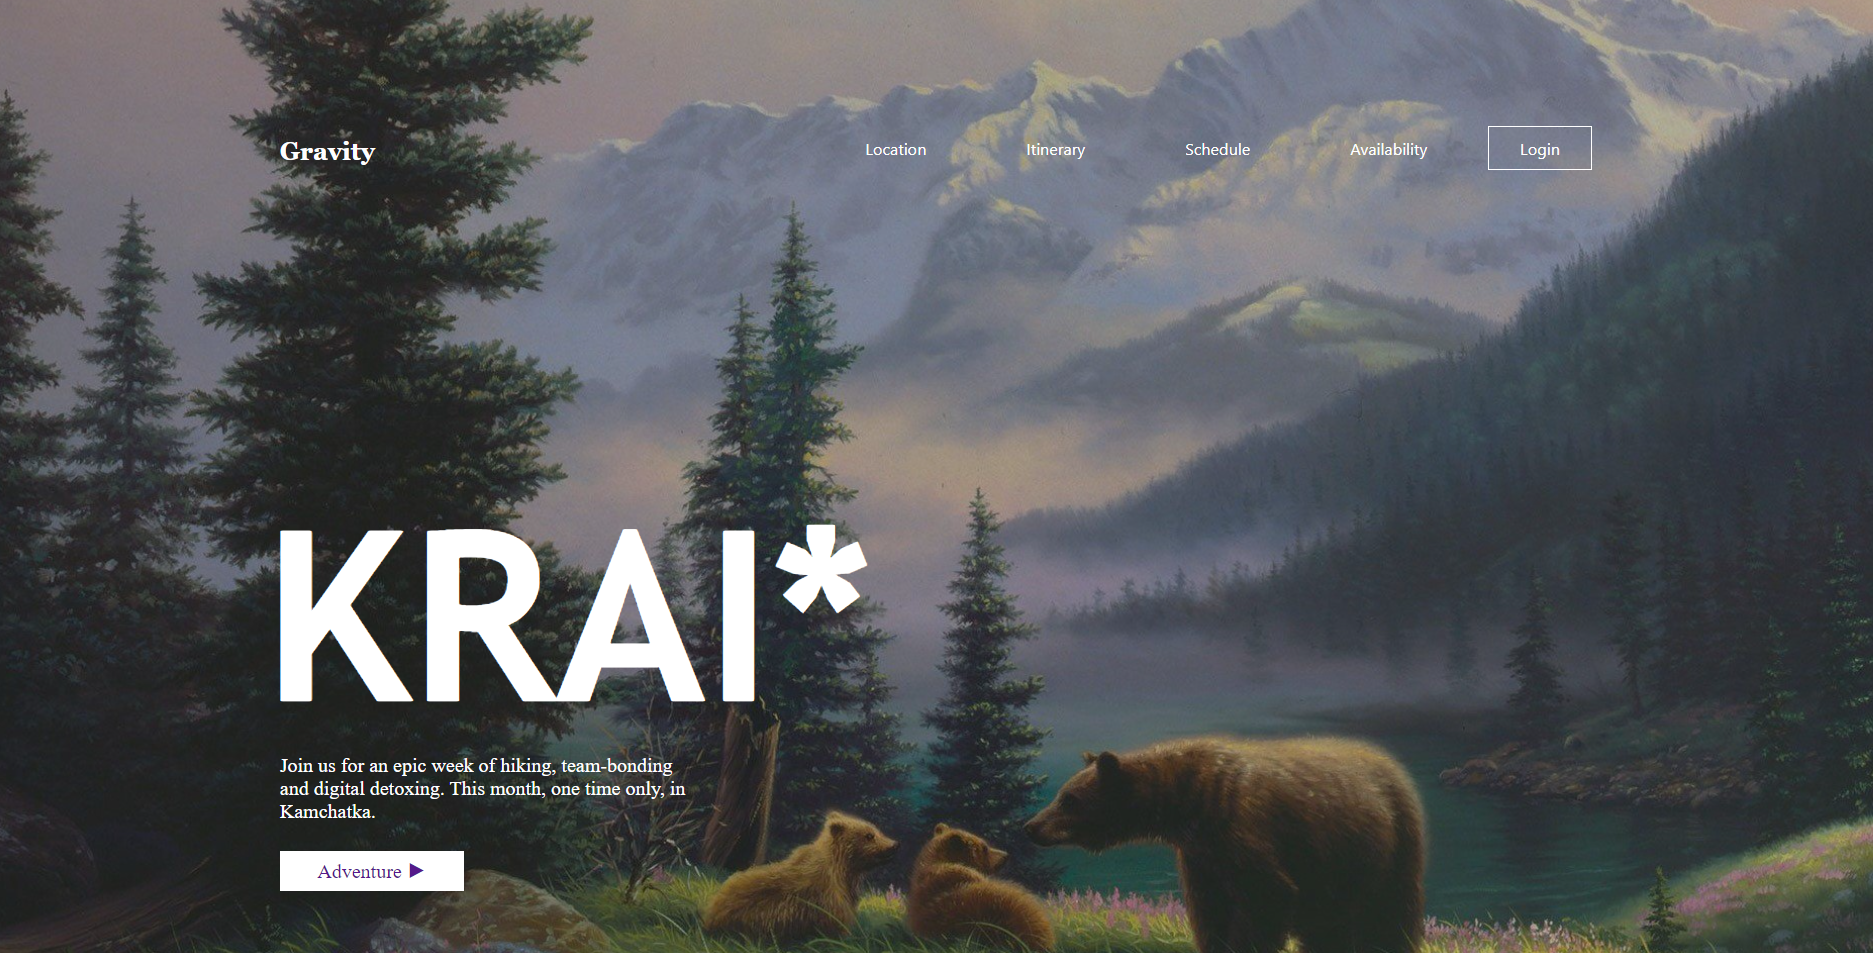 Gravity
Location
Itinerary
Schedule
Availability
Login
KRAI*
Join us for an epic week of hiking, team-bonding
and digital detoxing. This month, one time only, in
Kamchatka.
Adventure ▶